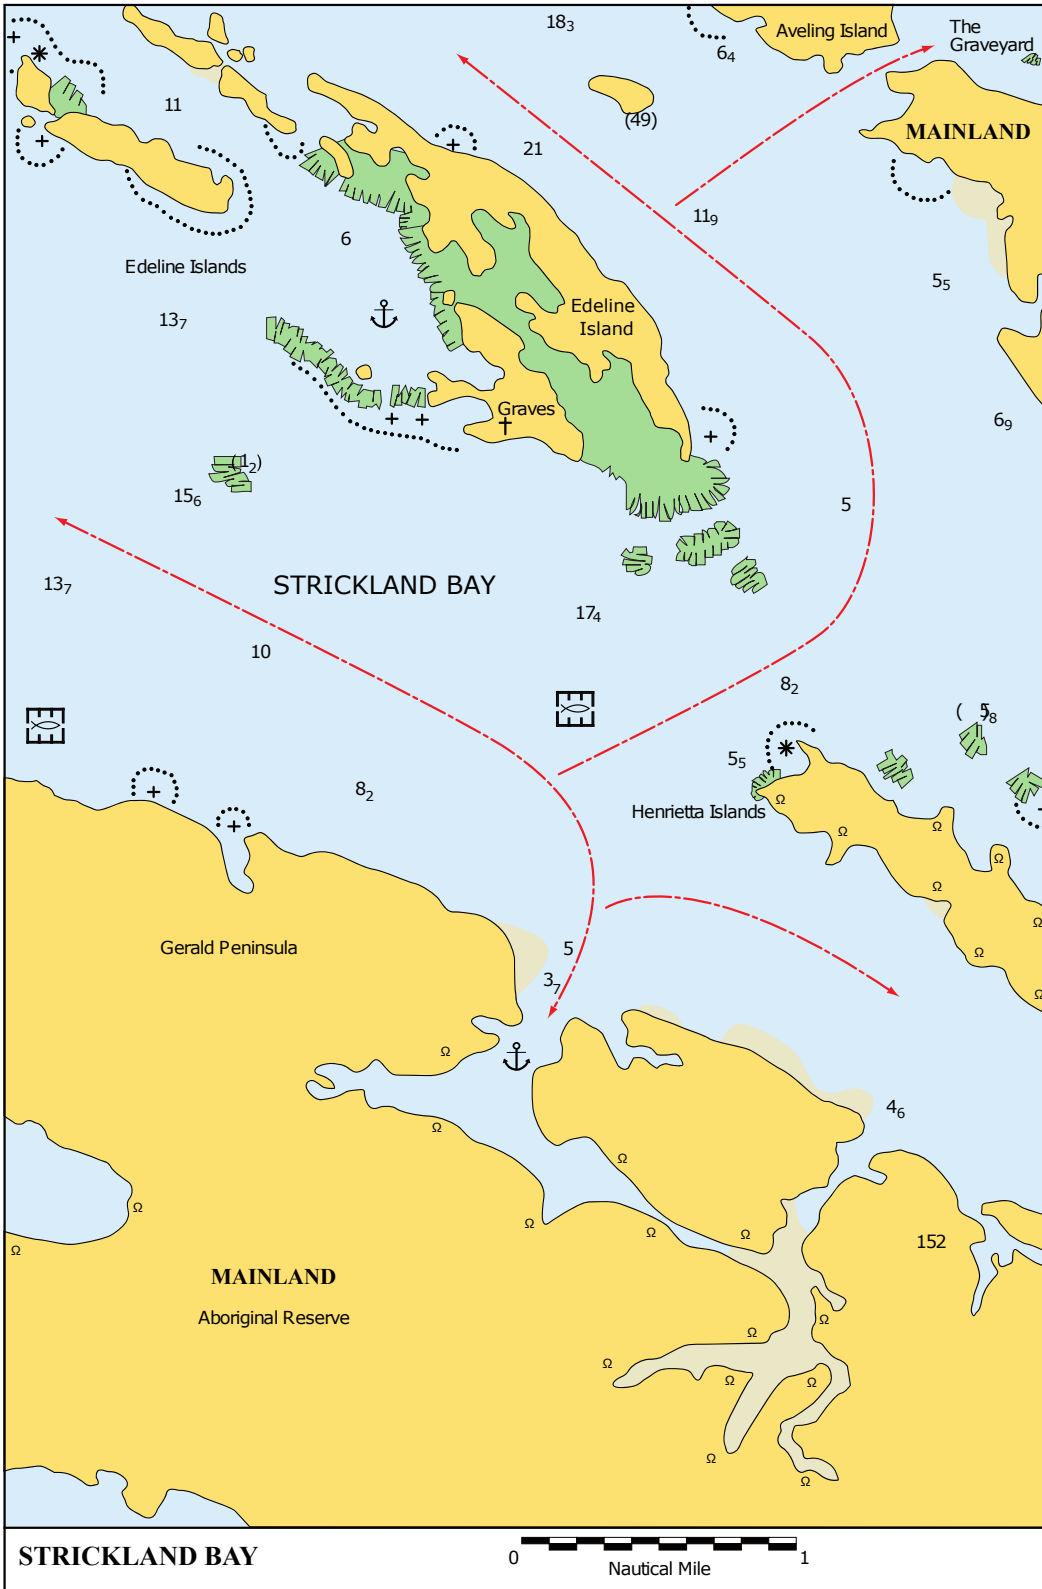 18₃
Aveling Island
The
Graveyard
6₄
11
(49)
MAINLAND
21
11₉
6
Edeline Islands
5₅
13₇
Edeline
Island
Graves
6₉
(1₂)
15₆
5
STRICKLAND BAY
13₇
17₄
10
8₂
(5₈)
5₅
8₂
Henrietta Islands
Gerald Peninsula
5
3₇
4₆
152
MAINLAND
Aboriginal Reserve
STRICKLAND BAY
0
1
Nautical Mile